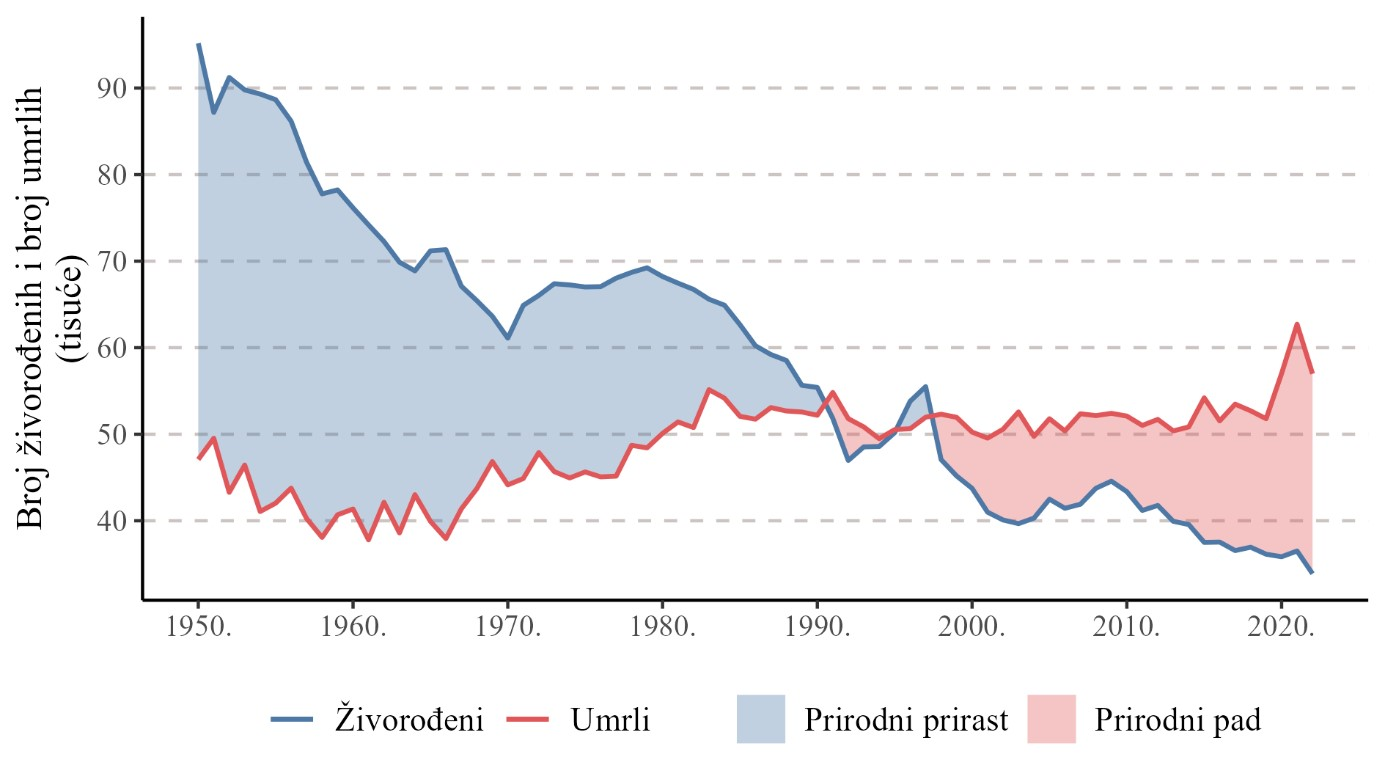 Broj živorođenih i broj umrlih
(tisuće)
90
80
70
60
50
40
1950. 1960. 1970. 1980. 1990. 2000. 2010. 2020.
Živorođeni Umrli Prirodni prirast Prirodni pad